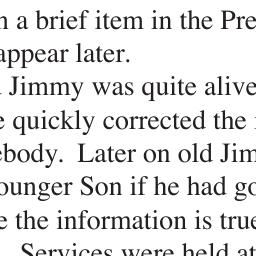 a brief item in the Pre
appear later.
Jimmy was quite alive
quickly corrected the
ebody. Later on old Jim
ounger Son if he had go
e the information is true
Services were held at